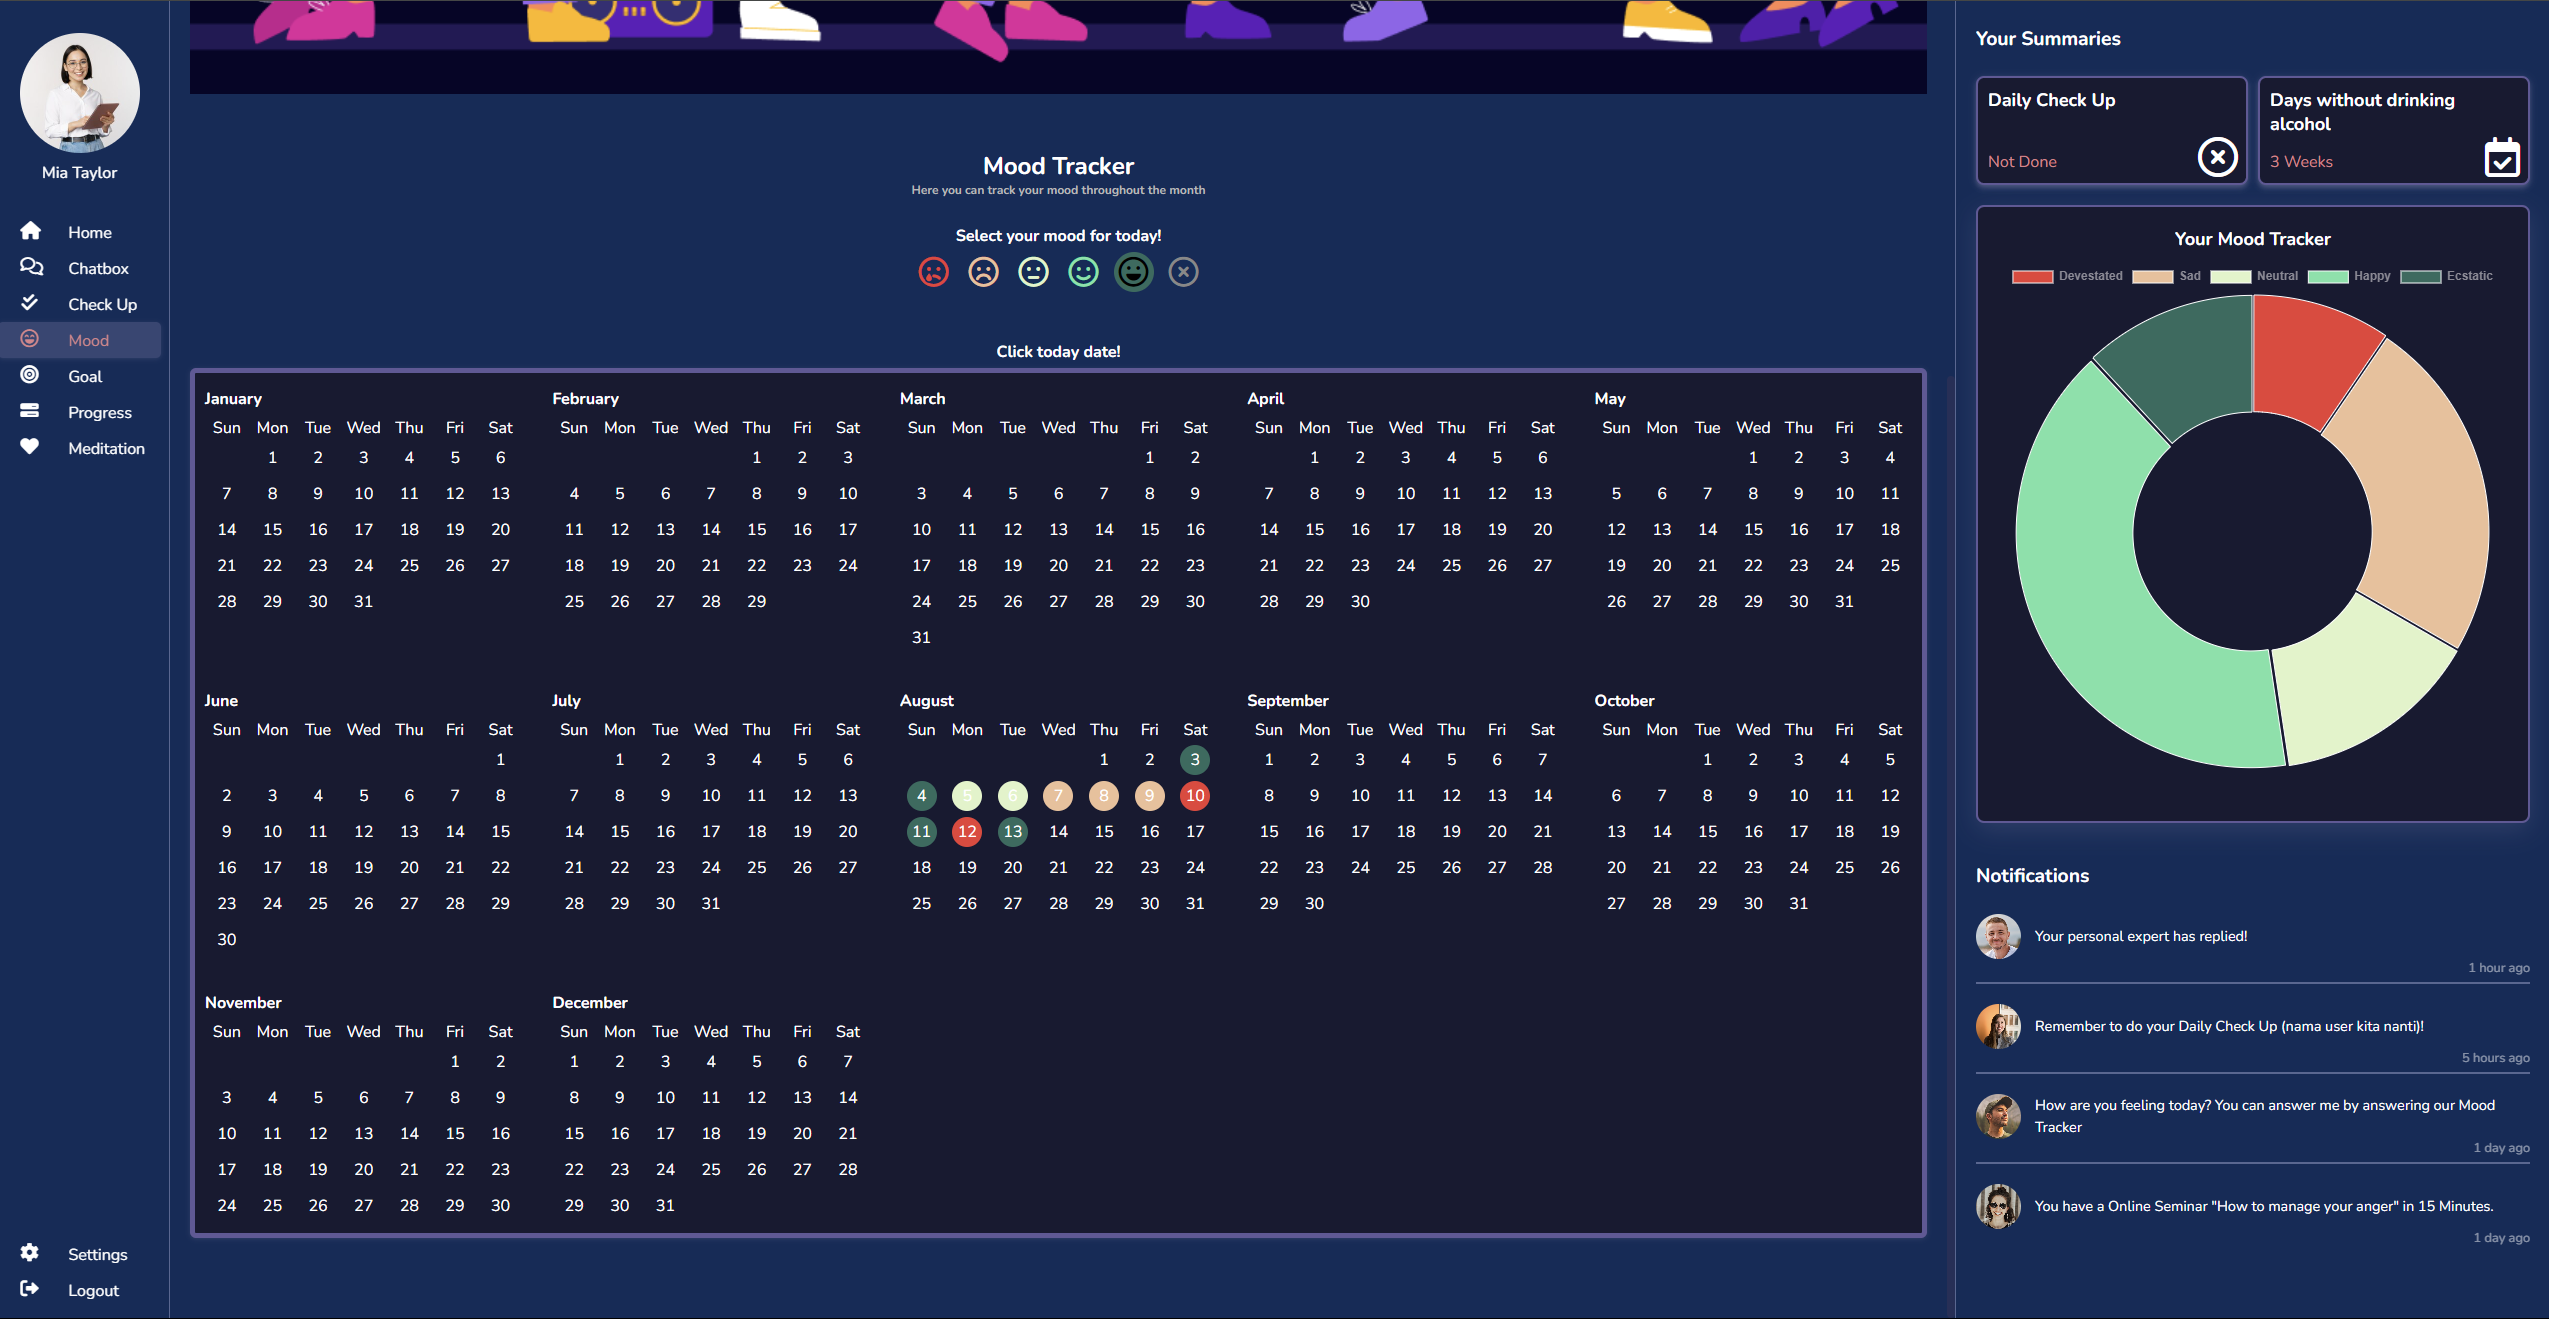 Mia Taylor
Home
Chatbox
Check Up
Mood
Goal
Progress
Meditation
Settings
Logout
Mood Tracker
Here you can track your mood throughout the month
Select your mood for today!
Click today date!
January
Sun Mon Tue Wed Thu Fri Sat
1 2 3 4 5 6
7 8 9 10 11 12 13
14 15 16 17 18 19 20
21 22 23 24 25 26 27
28 29 30 31
February
Sun Mon Tue Wed Thu Fri Sat
1 2 3
4 5 6 7 8 9 10
11 12 13 14 15 16 17
18 19 20 21 22 23 24
25 26 27 28 29
March
Sun Mon Tue Wed Thu Fri Sat
1 2
3 4 5 6 7 8 9
10 11 12 13 14 15 16
17 18 19 20 21 22 23
24 25 26 27 28 29 30
31
April
Sun Mon Tue Wed Thu Fri Sat
1 2 3 4 5 6
7 8 9 10 11 12 13
14 15 16 17 18 19 20
21 22 23 24 25 26 27
28 29 30
May
Sun Mon Tue Wed Thu Fri Sat
1 2 3 4
5 6 7 8 9 10 11
12 13 14 15 16 17 18
19 20 21 22 23 24 25
26 27 28 29 30 31
June
Sun Mon Tue Wed Thu Fri Sat
1
2 3 4 5 6 7 8
9 10 11 12 13 14 15
16 17 18 19 20 21 22
23 24 25 26 27 28 29
30
July
Sun Mon Tue Wed Thu Fri Sat
1 2 3 4 5 6
7 8 9 10 11 12 13
14 15 16 17 18 19 20
21 22 23 24 25 26 27
28 29 30 31
August
Sun Mon Tue Wed Thu Fri Sat
1 2 3
4 5 6 7 8 9 10
11 12 13 14 15 16 17
18 19 20 21 22 23 24
25 26 27 28 29 30 31
September
Sun Mon Tue Wed Thu Fri Sat
1 2 3 4 5 6 7
8 9 10 11 12 13 14
15 16 17 18 19 20 21
22 23 24 25 26 27 28
29 30
October
Sun Mon Tue Wed Thu Fri Sat
1 2 3 4 5
6 7 8 9 10 11 12
13 14 15 16 17 18 19
20 21 22 23 24 25 26
27 28 29 30 31
November
Sun Mon Tue Wed Thu Fri Sat
1 2
3 4 5 6 7 8 9
10 11 12 13 14 15 16
17 18 19 20 21 22 23
24 25 26 27 28 29 30
December
Sun Mon Tue Wed Thu Fri Sat
1 2 3 4 5 6 7
8 9 10 11 12 13 14
15 16 17 18 19 20 21
22 23 24 25 26 27 28
29 30 31
Your Summaries
Daily Check Up
Not Done
Days without drinking
alcohol
3 Weeks
Your Mood Tracker
Devestated Sad Neutral Happy Ecstatic
Notifications
Your personal expert has replied!
1 hour ago
Remember to do your Daily Check Up (nama user kita nanti)!
5 hours ago
How are you feeling today? You can answer me by answering our Mood
Tracker
1 day ago
You have a Online Seminar "How to manage your anger" in 15 Minutes.
1 day ago